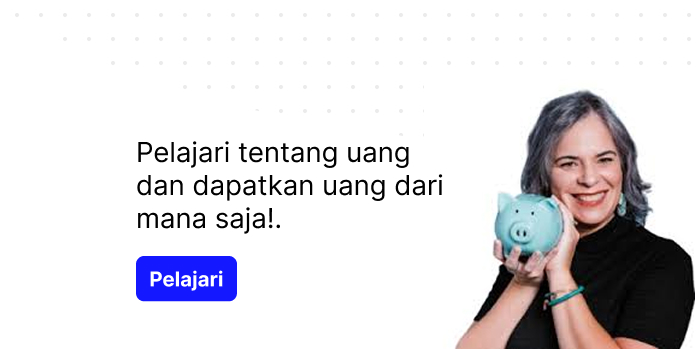 Pelajari tentang uang
dan dapatkan uang dari
mana saja!.
Pelajari